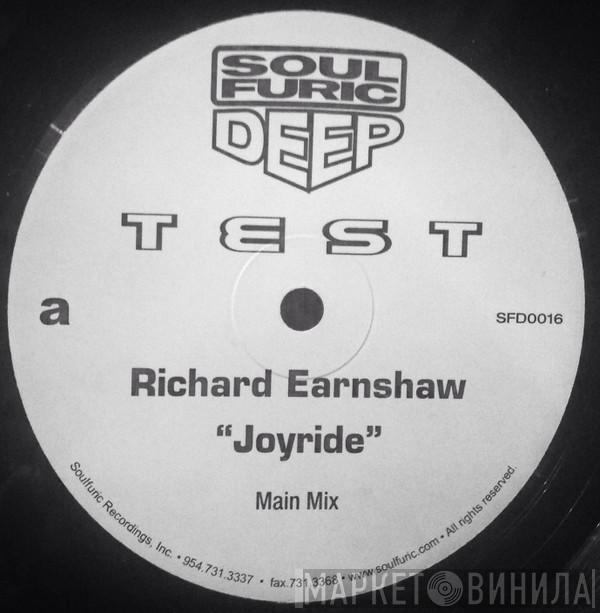 SOUL
FURIC
DEEP
TEST
a
SFD0016
Richard Earnshaw
“Joyride”
Main Mix
Soulfuric Recordings, Inc. • 954.731.3337 • fax.731.3368 • www.soulfuric.com • All rights reserved.
МАРКЕТ ВИНИЛА